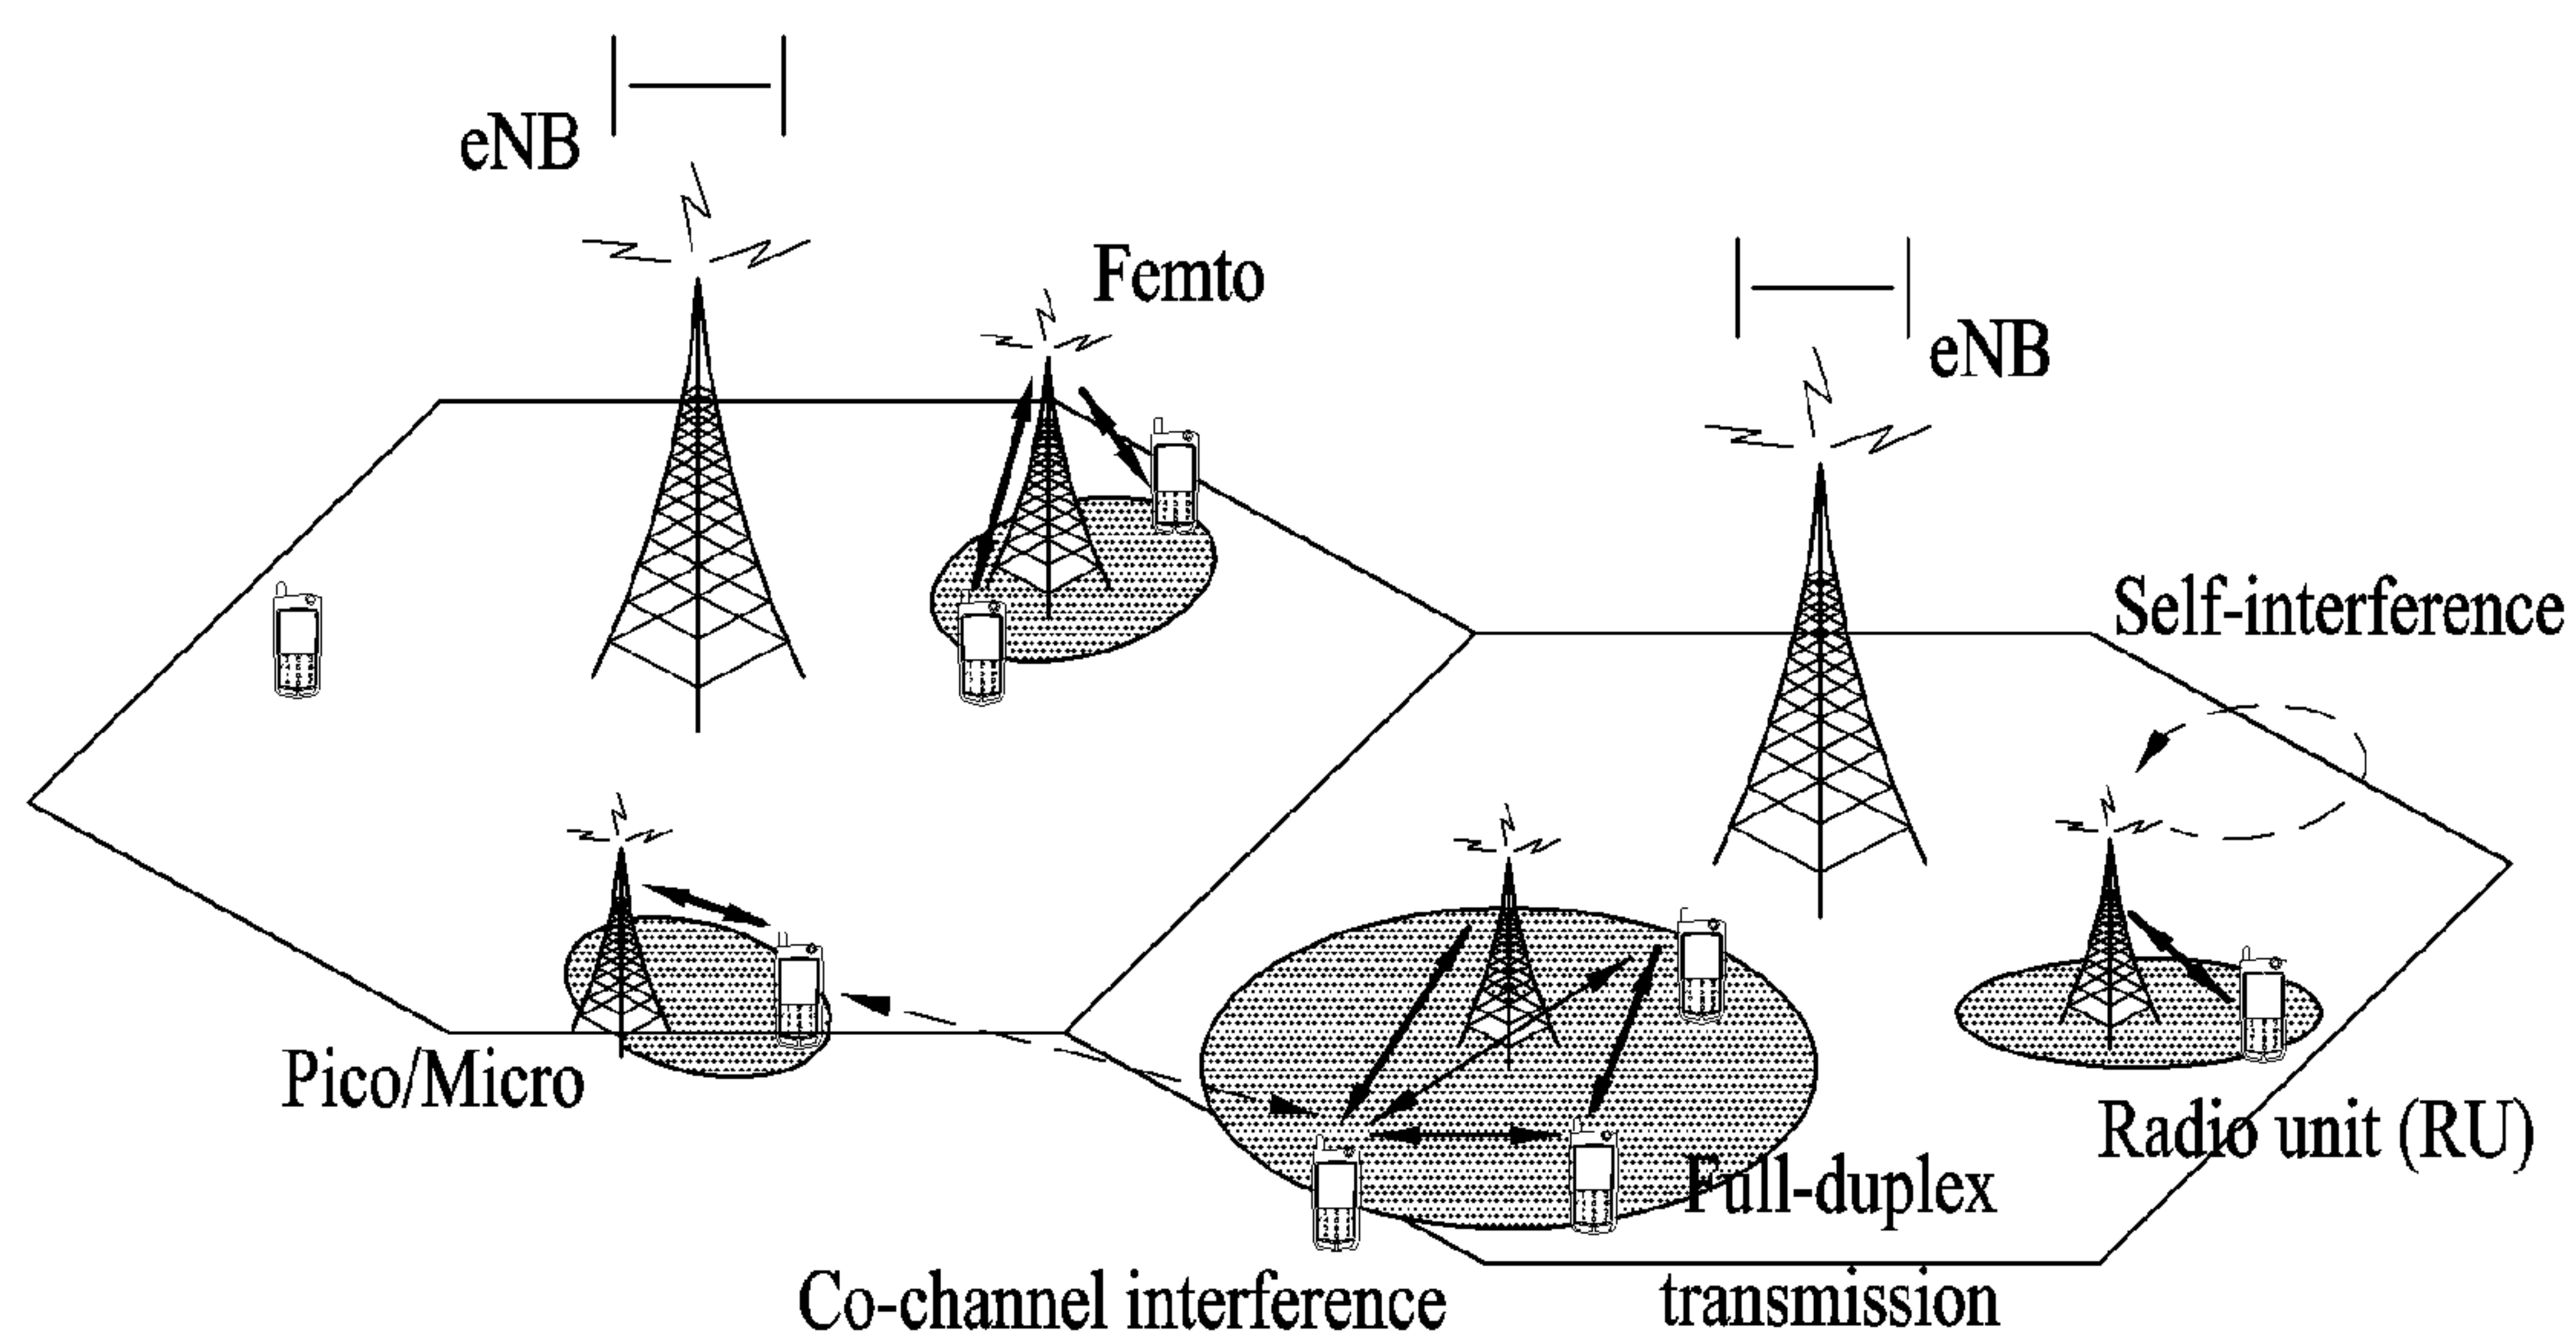 eNB
Femto
eNB
Self-interference
Pico/Micro
Radio unit (RU)
Full-duplex
transmission
Co-channel interference